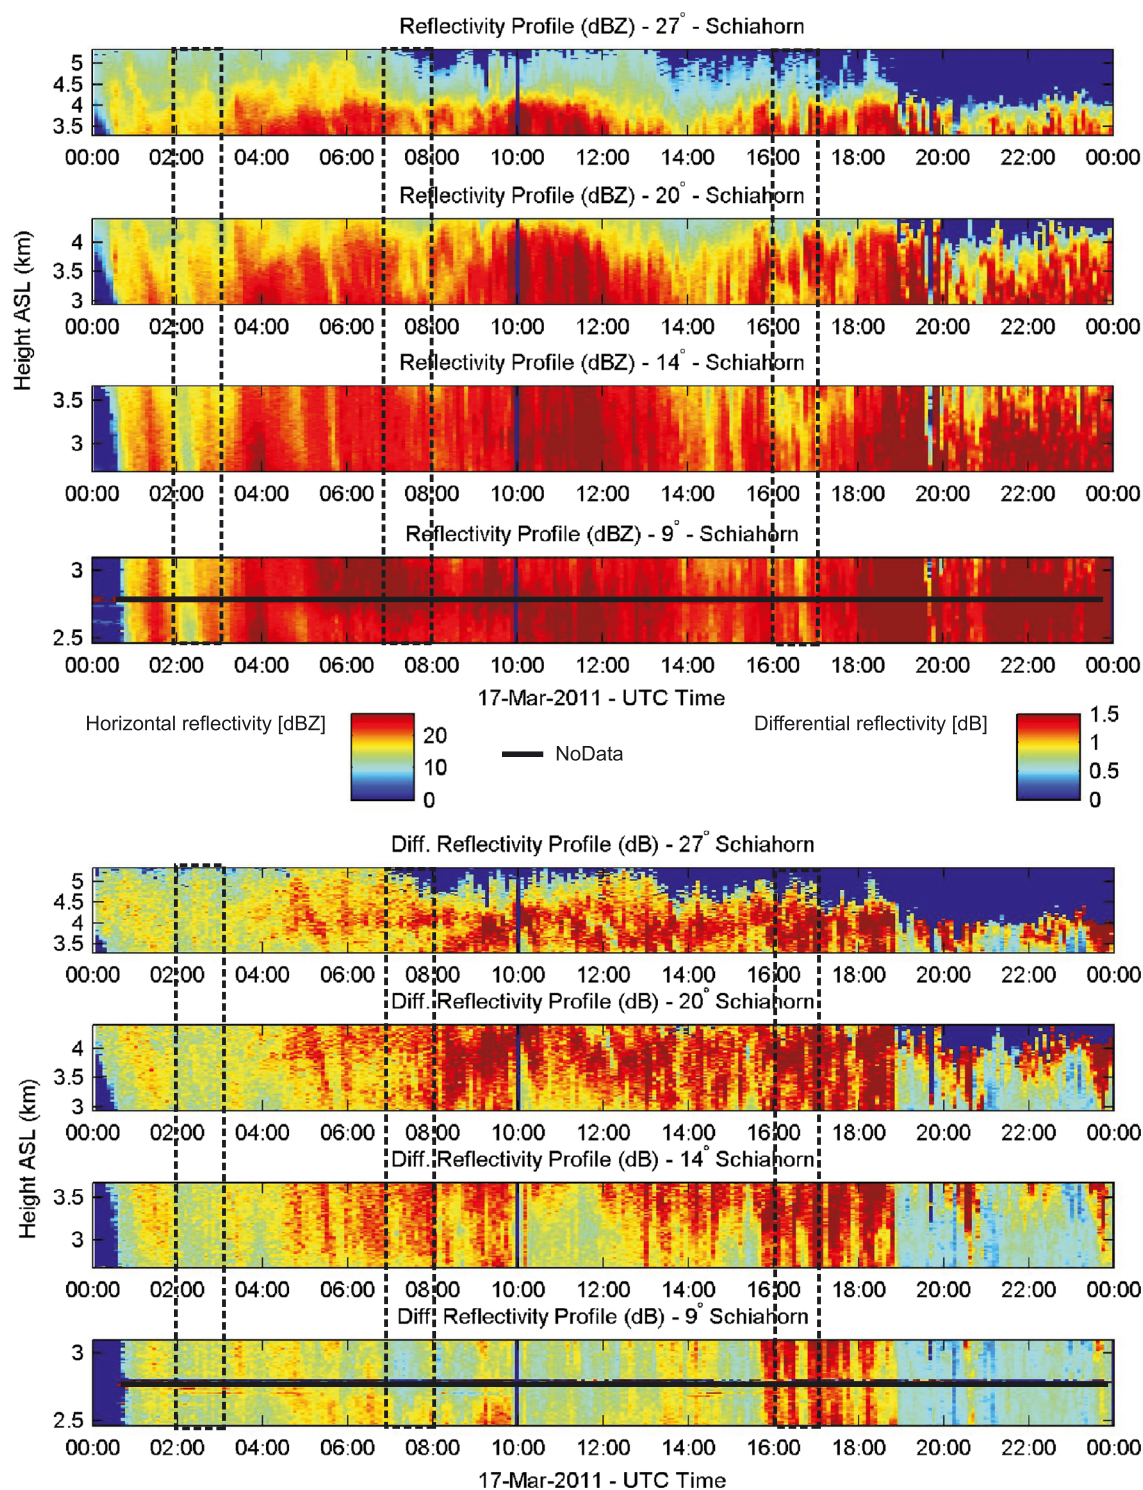 Reflectivity Profile (dBZ) - 27° - Schiahorn
5
4.5
4
3.5
00:00 02:00 04:00 06:00 08:00 10:00 12:00 14:00 16:00 18:00 20:00 22:00 00:00
Reflectivity Profile (dBZ) - 20° - Schiahorn
4
3.5
3
00:00 02:00 04:00 06:00 08:00 10:00 12:00 14:00 16:00 18:00 20:00 22:00 00:00
Height ASL (km)
Reflectivity Profile (dBZ) - 14° - Schiahorn
3.5
3
00:00 02:00 04:00 06:00 08:00 10:00 12:00 14:00 16:00 18:00 20:00 22:00 00:00
Reflectivity Profile (dBZ) - 9° - Schiahorn
3
2.5
00:00 02:00 04:00 06:00 08:00 10:00 12:00 14:00 16:00 18:00 20:00 22:00 00:00
17-Mar-2011 - UTC Time
Horizontal reflectivity [dBZ]
20
10
0
NoData
Differential reflectivity [dB]
1.5
1
0.5
0
Diff. Reflectivity Profile (dB) - 27° Schiahorn
5
4.5
4
3.5
00:00 02:00 04:00 06:00 08:00 10:00 12:00 14:00 16:00 18:00 20:00 22:00 00:00
Diff. Reflectivity Profile (dB) - 20° Schiahorn
4
3.5
3
00:00 02:00 04:00 06:00 08:00 10:00 12:00 14:00 16:00 18:00 20:00 22:00 00:00
Height ASL (km)
Diff. Reflectivity Profile (dB) - 14° Schiahorn
3.5
3
00:00 02:00 04:00 06:00 08:00 10:00 12:00 14:00 16:00 18:00 20:00 22:00 00:00
Diff. Reflectivity Profile (dB) - 9° Schiahorn
3
2.5
00:00 02:00 04:00 06:00 08:00 10:00 12:00 14:00 16:00 18:00 20:00 22:00 00:00
17-Mar-2011 - UTC Time